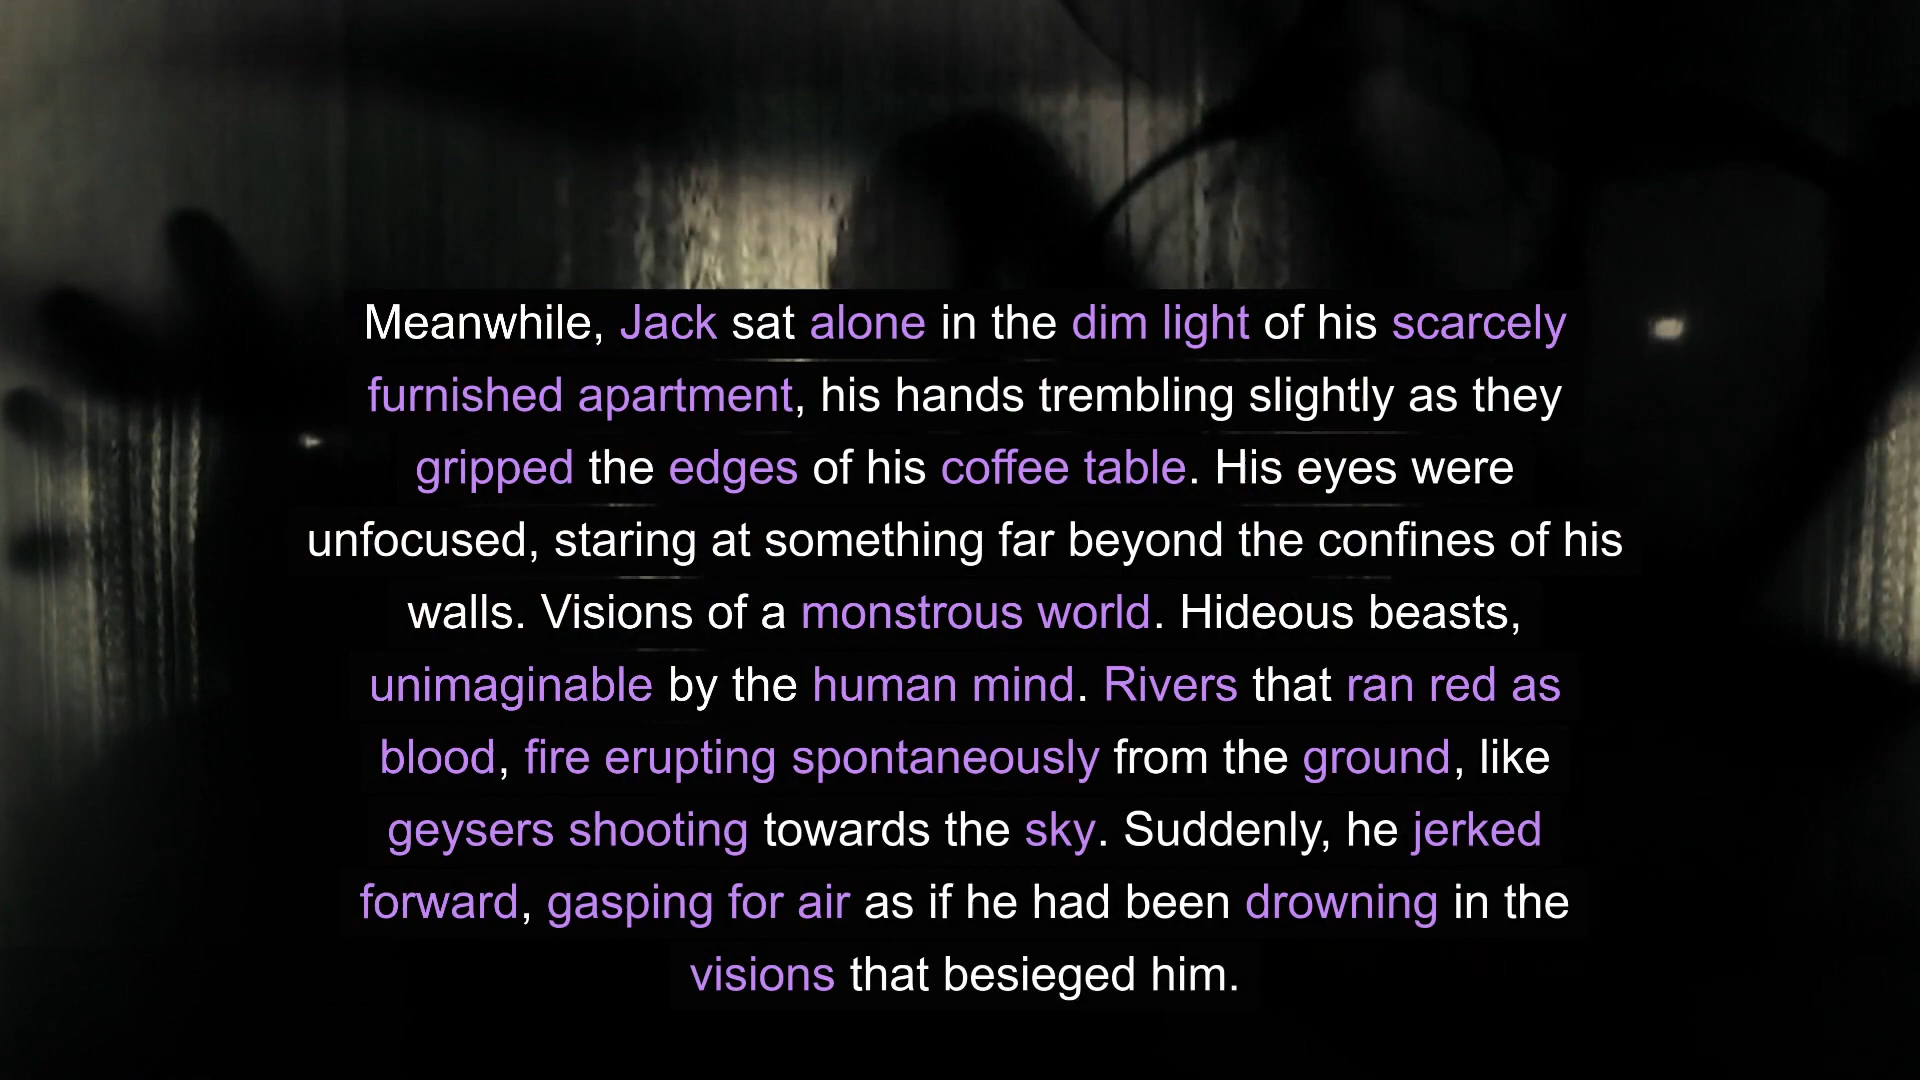 Meanwhile, Jack sat alone in the dim light of his scarcely
furnished apartment, his hands trembling slightly as they
gripped the edges of his coffee table. His eyes were
unfocused, staring at something far beyond the confines of his
walls. Visions of a monstrous world. Hideous beasts,
unimaginable by the human mind. Rivers that ran red as
blood, fire erupting spontaneously from the ground, like
geysers shooting towards the sky. Suddenly, he jerked
forward, gasping for air as if he had been drowning in the
visions that besieged him.